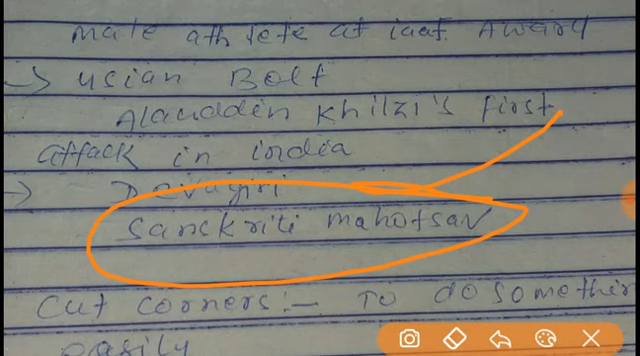 male athlete at iaaf Award
→ usian Bolt
Alauddin Khilzi's first
attack in india
→ Devagiri
Sanskriti mahotsav
Cut corners:- To do somethin
easily